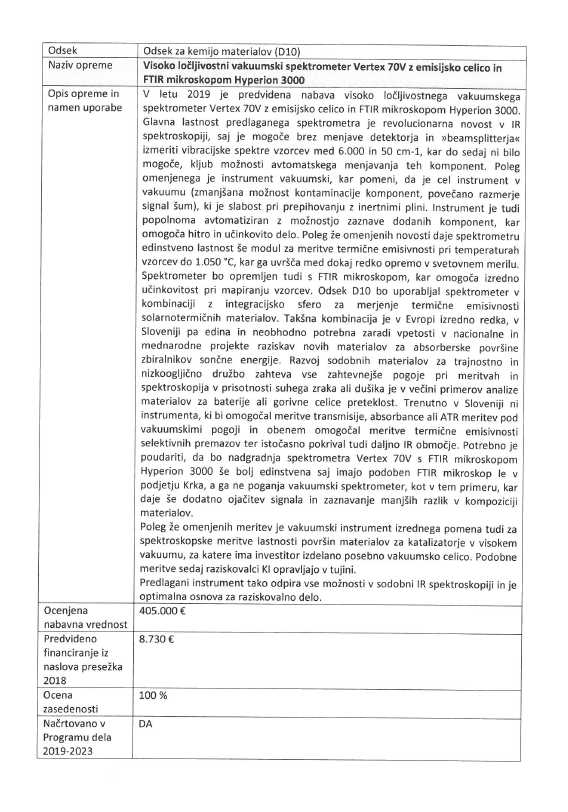 Odsek
Odsek za kemijo materialov (D10)
Naziv opreme
Visoko ločljivostni vakuumski spektrometer Vertex 70V z emisijsko celico in
FTIR mikroskopom Hyperion 3000
Opis opreme in
namen uporabe
V letu 2019 je predvidena nabava visoko ločljivostnega vakuumskega
spektrometer Vertex 70V z emisijsko celico in FTIR mikroskopom Hyperion 3000.
Glavna lastnost predlaganega spektrometra je revolucionarna novost v IR
spektroskopiji, saj je mogoče brez menjave detektorja in »beamsplitterja«
izmeriti vibracijske spektre vzorcev med 6.000 in 50 cm-1, kar do sedaj ni bilo
mogoče, kljub možnosti avtomatskega menjavanja teh komponent. Poleg
omenjenega je instrument vakuumski, kar pomeni, da je cel instrument v
vakuumu (zmanjšana možnost kontaminacije komponent, povečano razmerje
signal šum), ki je slabost pri prepihovanju z inertnimi plini. Instrument je tudi
popolnoma avtomatiziran z možnostjo zaznave dodanih komponent, kar
omogoča hitro in učinkovito delo. Poleg že omenjenih novosti daje spektrometru
edinstveno lastnost še modul za meritve termične emisivnosti pri temperaturah
vzorcev do 1.050 °C, kar ga uvršča med dokaj redko opremo v svetovnem merilu.
Spektrometer bo opremljen tudi s FTIR mikroskopom, kar omogoča izredno
učinkovitost pri mapiranju vzorcev. Odsek D10 bo uporabljal spektrometer v
kombinaciji z integracijsko sfero za merjenje termične emisivnosti
solarnotermičnih materialov. Takšna kombinacija je v Evropi izredno redka, v
Sloveniji pa edina in neobhodno potrebna zaradi vpetosti v nacionalne in
mednarodne projekte raziskav novih materialov za absorberske površine
zbiralnikov sončne energije. Razvoj sodobnih materialov za trajnostno in
nizkoogljično družbo zahteva vse zahtevnejše pogoje pri meritvah in
spektroskopija v prisotnosti suhega zraka ali dušika je v večini primerov analize
materialov za baterije ali gorivne celice preteklost. Trenutno v Sloveniji ni
instrumenta, ki bi omogočal meritve transmisije, absorbance ali ATR meritev pod
vakuumskimi pogoji in obenem omogočal meritve termične emisivnosti
selektivnih premazov ter istočasno pokrival tudi daljno IR območje. Potrebno je
poudariti, da bo nadgradnja spektrometra Vertex 70V s FTIR mikroskopom
Hyperion 3000 še bolj edinstvena saj imajo podoben FTIR mikroskop le v
podjetju Krka, a ga ne poganja vakuumski spektrometer, kot v tem primeru, kar
daje še dodatno ojačitev signala in zaznavanje manjših razlik v kompoziciji
materialov.
Poleg že omenjenih meritev je vakuumski instrument izrednega pomena tudi za
spektroskopske meritve lastnosti površin materialov za katalizatorje v visokem
vakuumu, za katere ima investitor izdelano posebno vakuumsko celico. Podobne
meritve sedaj raziskovalci KI opravljajo v tujini.
Predlagani instrument tako odpira vse možnosti v sodobni IR spektroskopiji in je
optimalna osnova za raziskovalno delo.
Ocenjena
nabavna vrednost
405.000 €
Predvideno
financiranje iz
naslova presežka
2018
8.730 €
Ocena
zasedenosti
100 %
Načrtovano v
Programu dela
2019-2023
DA